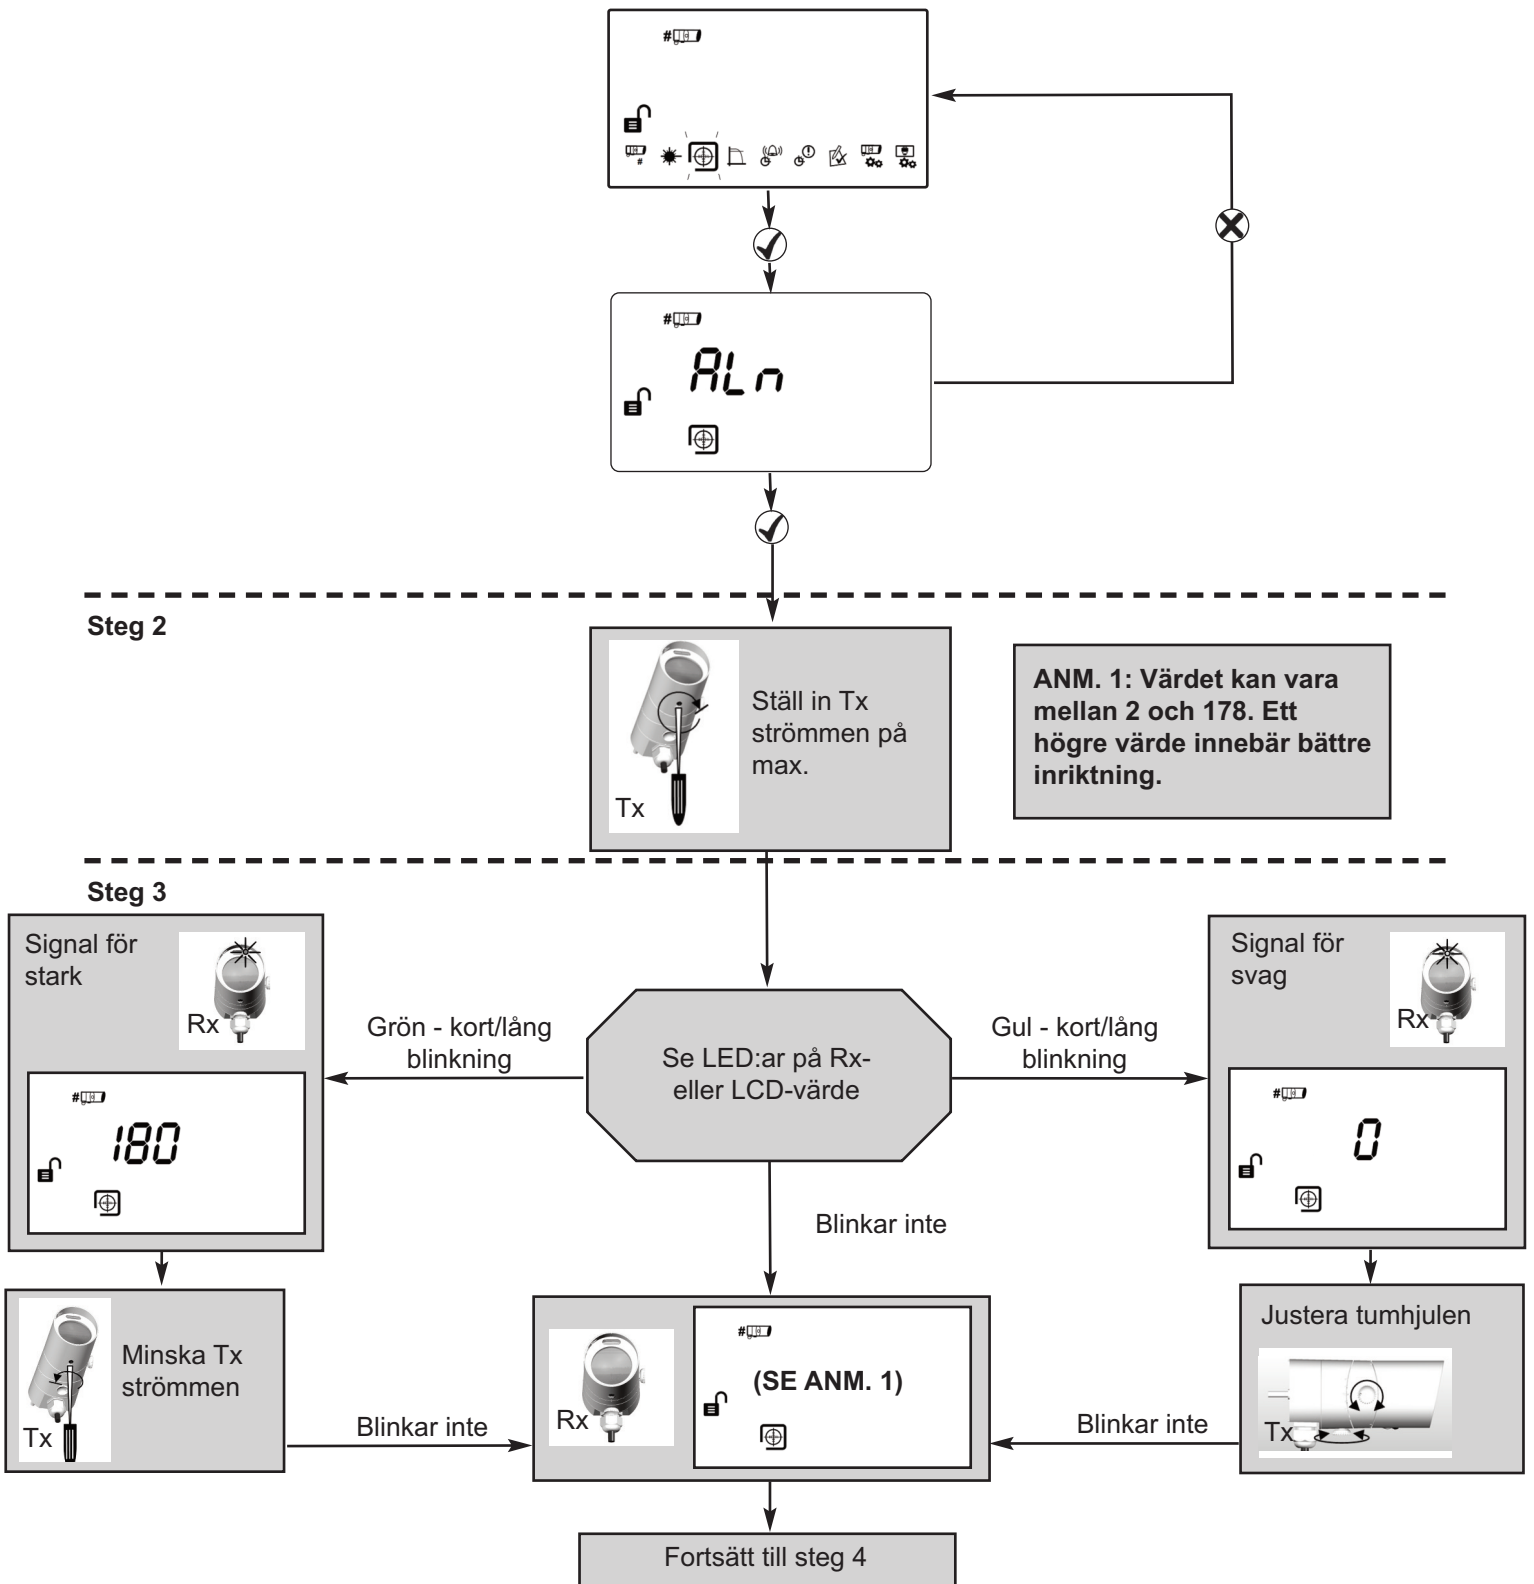 #
#
#
ALn
Steg 2
Ställ in Tx
strömmen på
max.
Tx
ANM. 1: Värdet kan vara
mellan 2 och 178. Ett
högre värde innebär bättre
inriktning.
Steg 3
Signal för
stark
Rx
#
180
Grön - kort/lång
blinkning
Se LED:ar på Rx-
eller LCD-värde
Gul - kort/lång
blinkning
Signal för
svag
Rx
#
0
Blinkar inte
Minska Tx
strömmen
Tx
Blinkar inte
Rx
#
(SE ANM. 1)
Blinkar inte
Justera tumhjulen
Tx
Fortsätt till steg 4